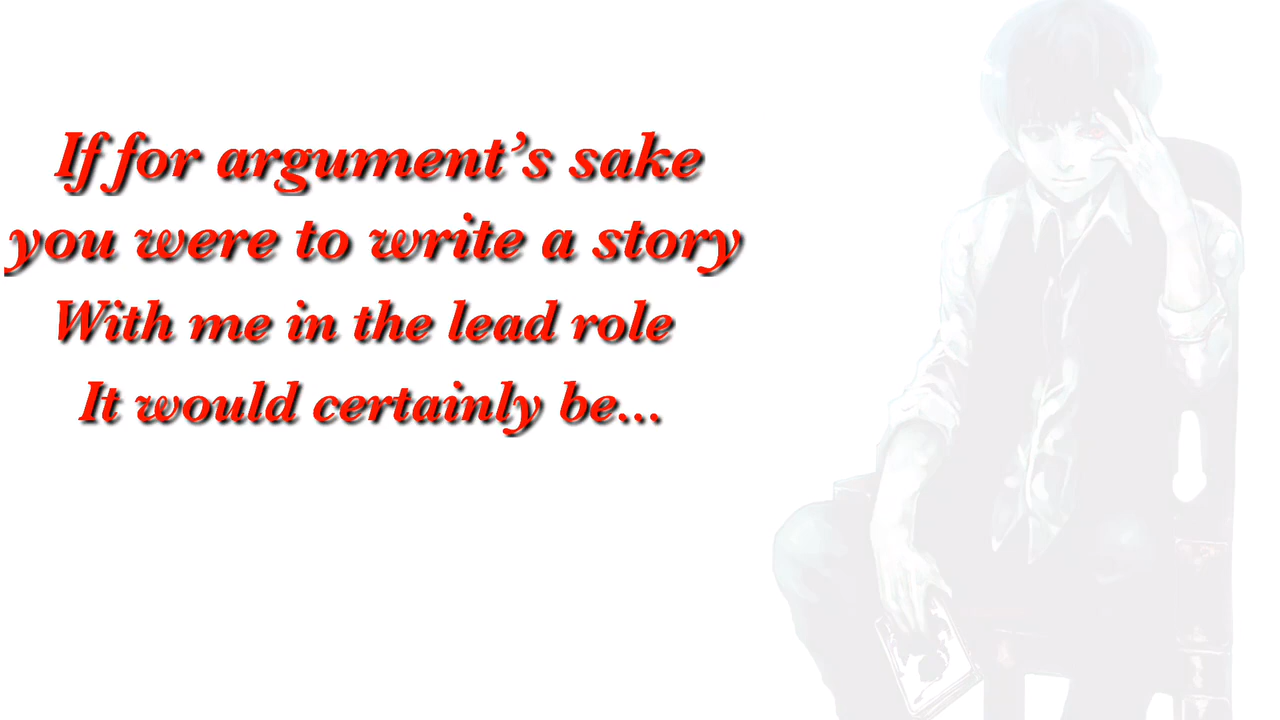 If for argument’s sake
you were to write a story
With me in the lead role
It would certainly be...